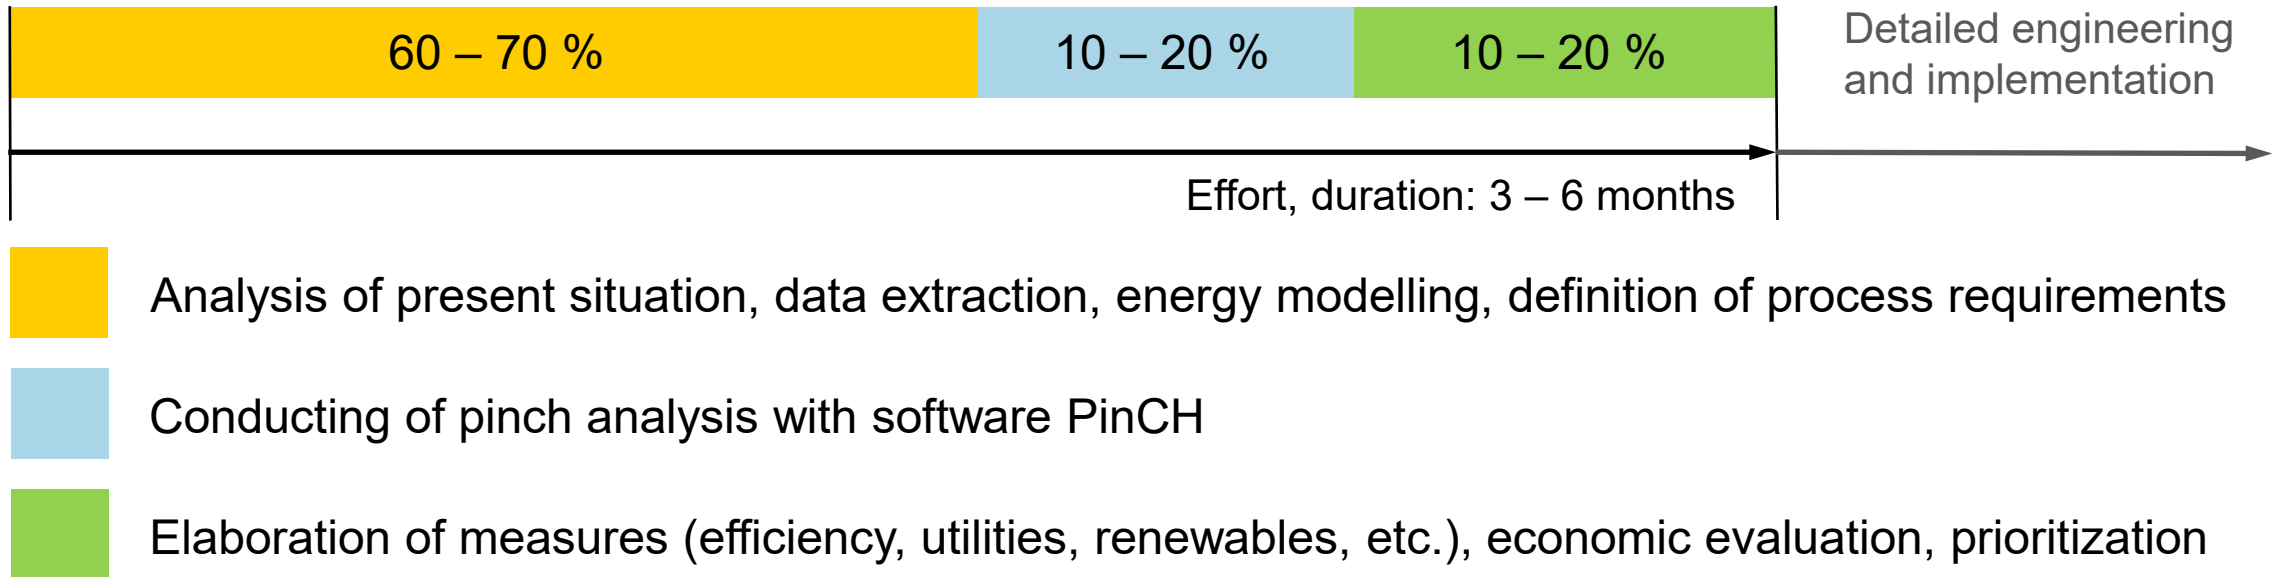 60 – 70 %
10 – 20 %
10 – 20 %
Detailed engineering
and implementation
Effort, duration: 3 – 6 months
Analysis of present situation, data extraction, energy modelling, definition of process requirements
Conducting of pinch analysis with software PinCH
Elaboration of measures (efficiency, utilities, renewables, etc.), economic evaluation, prioritization